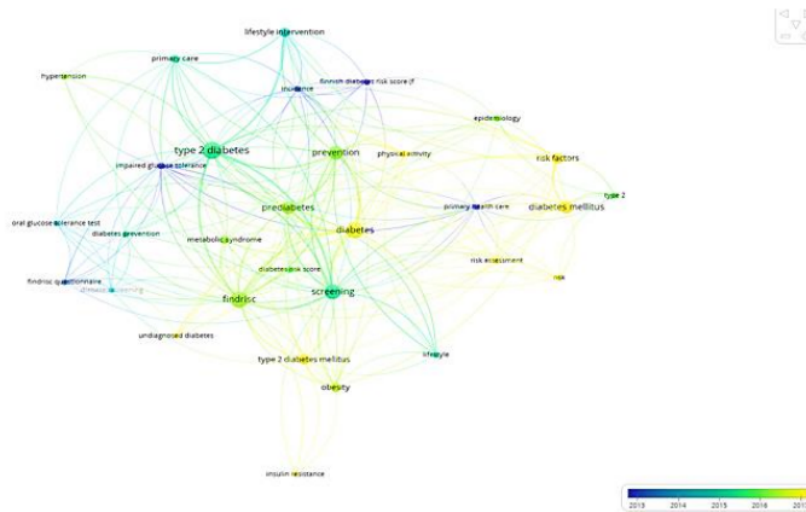 lifestyle intervention
primary care
hypertension
finnish diabetes risk score (f
epidemiology
type 2 diabetes
prevention
physical activity
risk factors
impaired glucose tolerance
type 2
prediabetes
primary health care
diabetes mellitus
oral glucose tolerance test
diabetes prevention
metabolic syndrome
diabetes
diabetes risk score
risk assessment
risk
findrisc questionnaire
findrisc
screening
undiagnosed diabetes
type 2 diabetes mellitus
lifestyle
obesity
insulin resistance
2013 2014 2015 2016